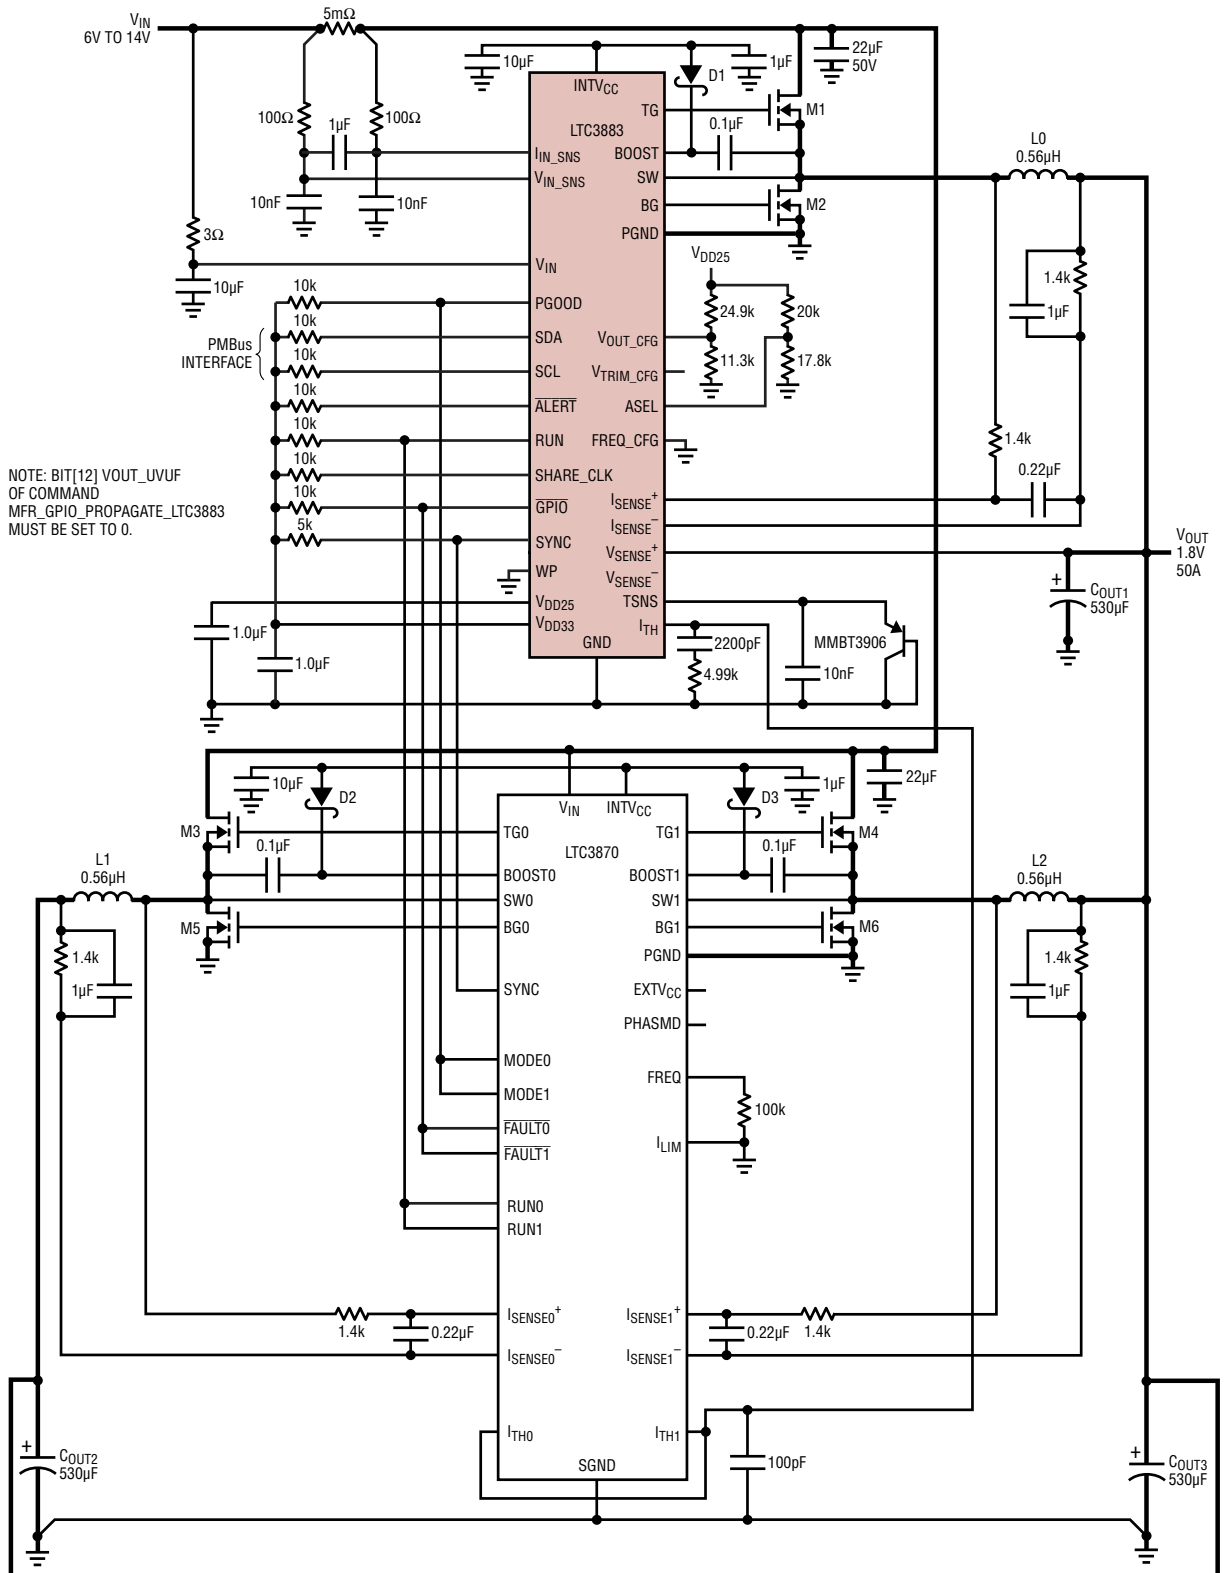 VIN
6V TO 14V
5mΩ
10µF
1µF
D1
22µF
50V
INTVCC
LTC3883
TG
M1
100Ω
1µF
100Ω
0.1µF
L0
0.56µH
IIN_SNS
BOOST
VIN_SNS
SW
10nF
10nF
BG
M2
3Ω
PGND
VDD25
VIN
10µF
1.4k
1µF
10k
PGOOD
24.9k
20k
10k
PMBus
INTERFACE
SDA
VOUT_CFG
10k
SCL
11.3k
17.8k
VTRIM_CFG
10k
ALERT
ASEL
10k
RUN
FREQ_CFG
1.4k
10k
SHARE_CLK
0.22µF
NOTE: BIT[12] VOUT_UVUF
OF COMMAND
MFR_GPIO_PROPAGATE_LTC3883
MUST BE SET TO 0.
10k
GPIO
ISENSE+
ISENSE–
5k
SYNC
VSENSE+
VOUT
1.8V
50A
WP
VSENSE–
COUT1
530µF
VDD25
TSNS
VDD33
ITH
1.0µF
GND
2200pF
MMBT3906
1.0µF
4.99k
10nF
10µF
D2
VIN
INTVCC
D3
1µF
22µF
M3
TG0
TG1
M4
LTC3870
0.1µF
0.1µF
L1
0.56µH
BOOST0
BOOST1
L2
0.56µH
SW0
SW1
M5
BG0
BG1
M6
1.4k
PGND
1.4k
1µF
SYNC
EXTVCC
1µF
PHASMD
MODE0
FREQ
MODE1
100k
FAULT0
ILIM
FAULT1
RUN0
RUN1
ISENSE0+
ISENSE1+
1.4k
0.22µF
0.22µF
1.4k
ISENSE0–
ISENSE1–
ITH0
ITH1
COUT2
530µF
SGND
100pF
COUT3
530µF